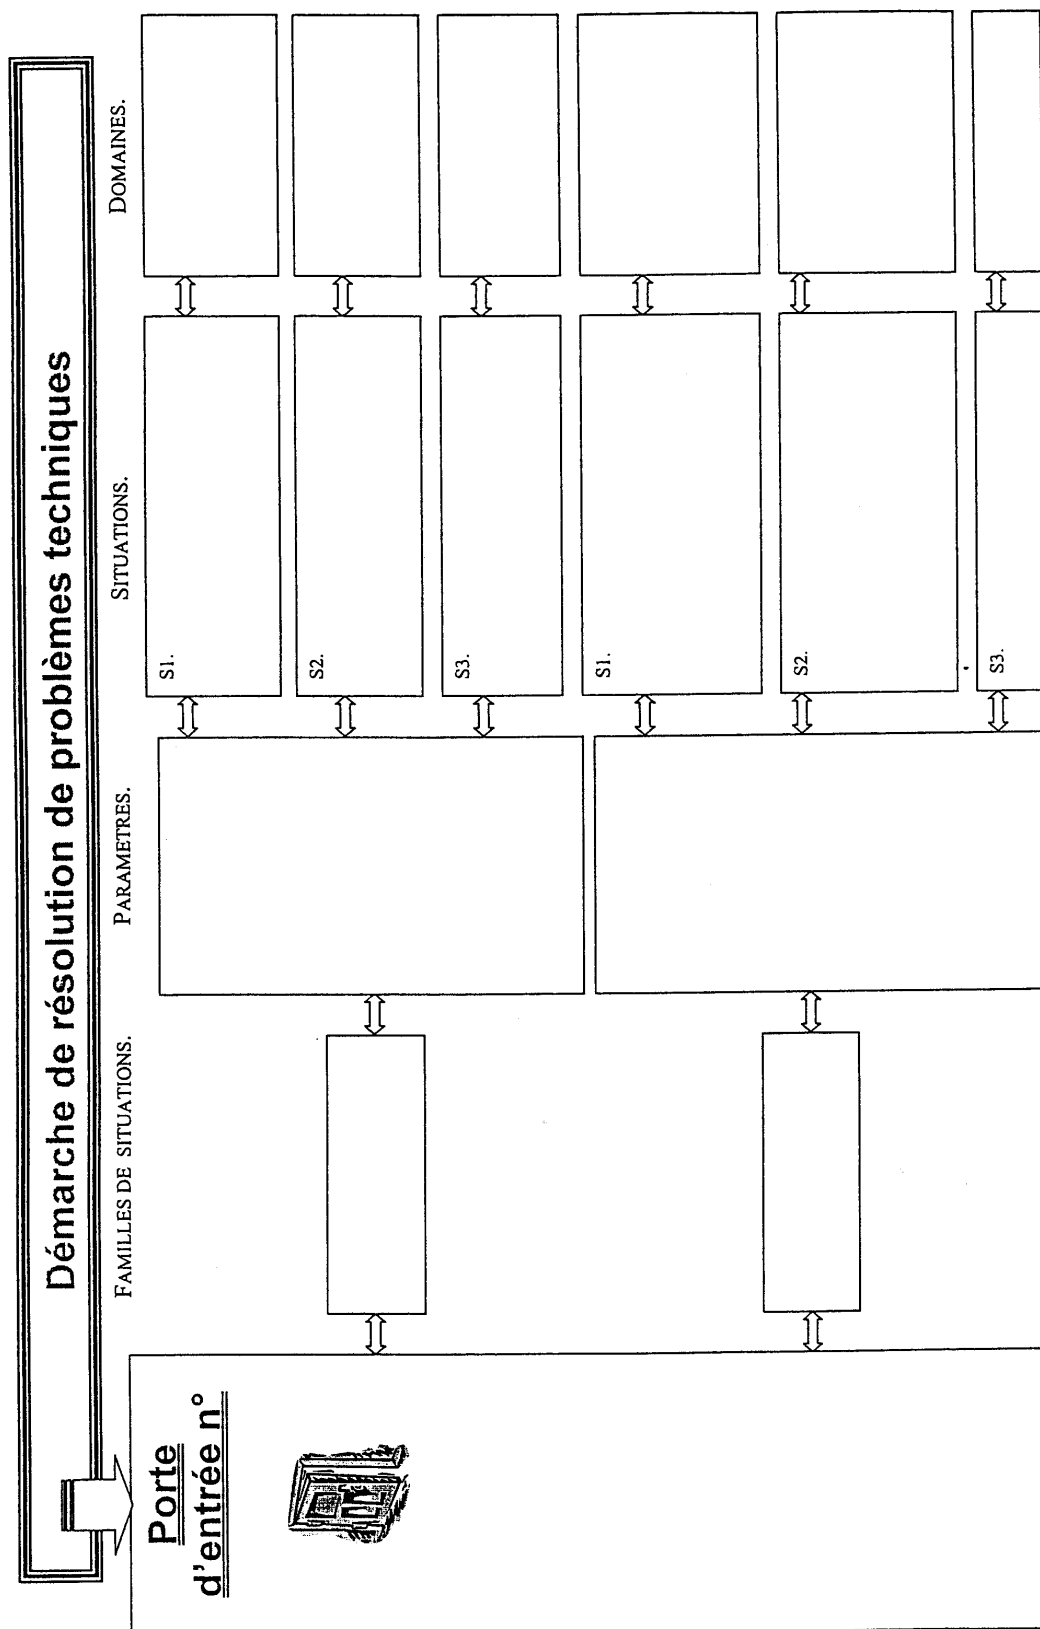 Démarche de résolution de problèmes techniques
FAMILLES DE SITUATIONS.
PARAMETRES.
SITUATIONS.
DOMAINES.
Porte
d'entrée n°
S1.
S2.
S3.
S1.
S2.
S3.